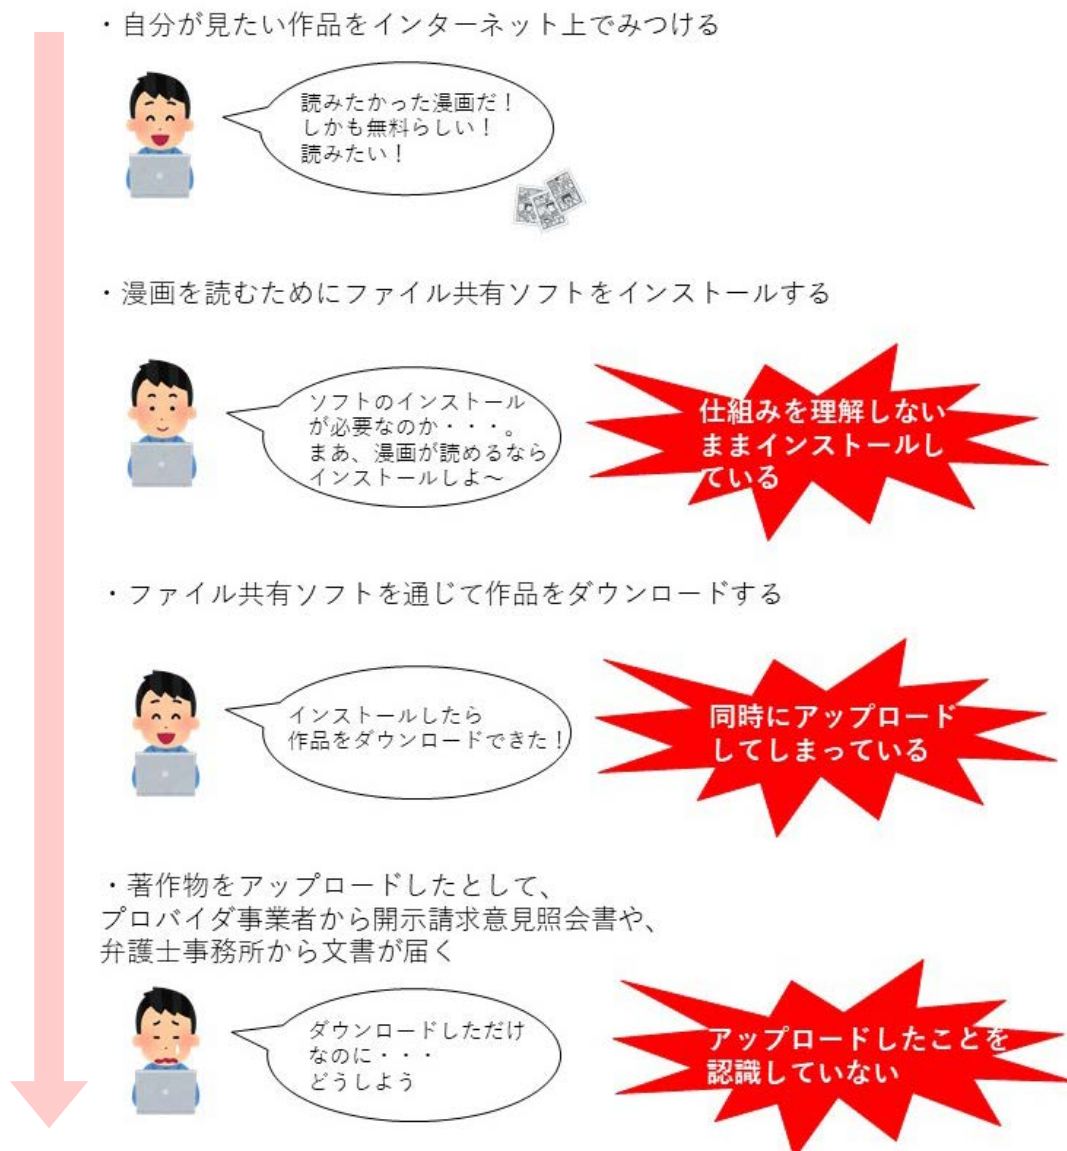 ・自分が見たい作品をインターネット上でみつける
読みたかった漫画だ！
しかも無料らしい！
読みたい！
・漫画を読むためにファイル共有ソフトをインストールする
ソフトのインストール
が必要なのか・・・。
まあ、漫画が読めるなら
インストールしよ～
仕組みを理解しない
ままインストールし
ている
・ファイル共有ソフトを通じて作品をダウンロードする
インストールしたら
作品をダウンロードできた！
同時にアップロード
してしまっている
・著作物をアップロードしたとして、
プロバイダ事業者から開示請求意見照会書や、
弁護士事務所から文書が届く
ダウンロードしただけ
なのに・・・
どうしよう
アップロードしたことを
認識していない